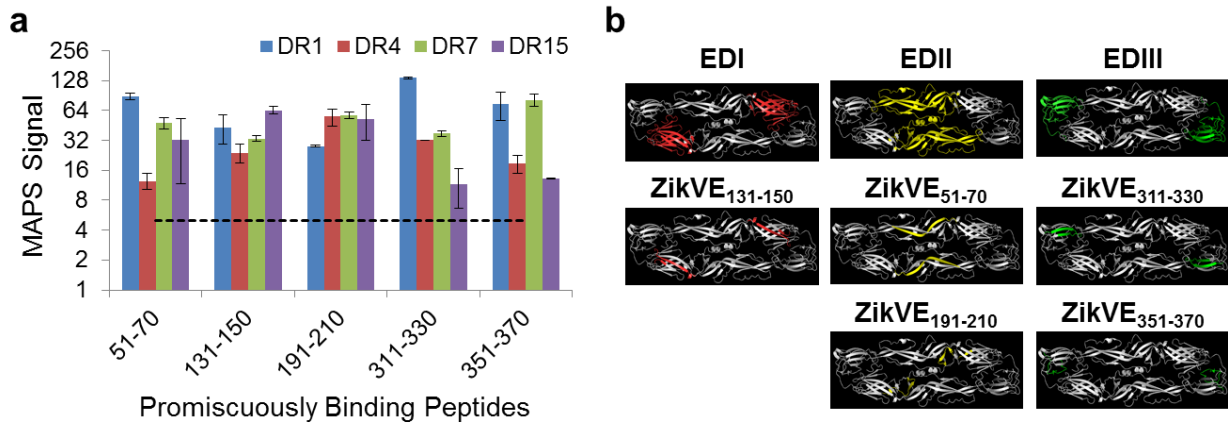 a
DR1 DR4 DR7 DR15
MAPS Signal
256
128
64
32
16
8
4
2
1
51-70
131-150
191-210
311-330
351-370
Promiscuously Binding Peptides
b
EDI
EDII
EDIII
ZikVE131-150
ZikVE51-70
ZikVE311-330
ZikVE191-210
ZikVE351-370